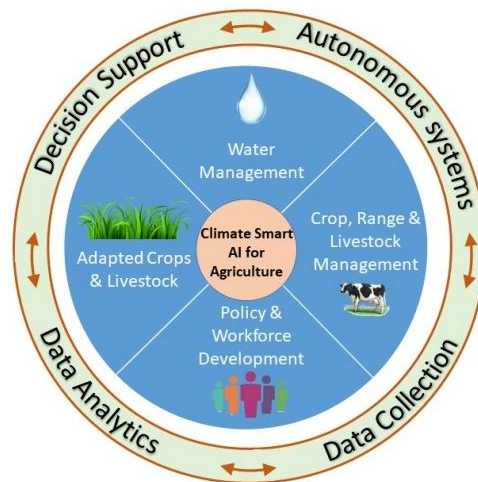 Decision Support
Autonomous systems
Water
Management
Crop, Range &
Livestock
Management
Adapted Crops
& Livestock
Climate Smart
AI for
Agriculture
Policy &
Workforce
Development
Data Analytics
Data Collection